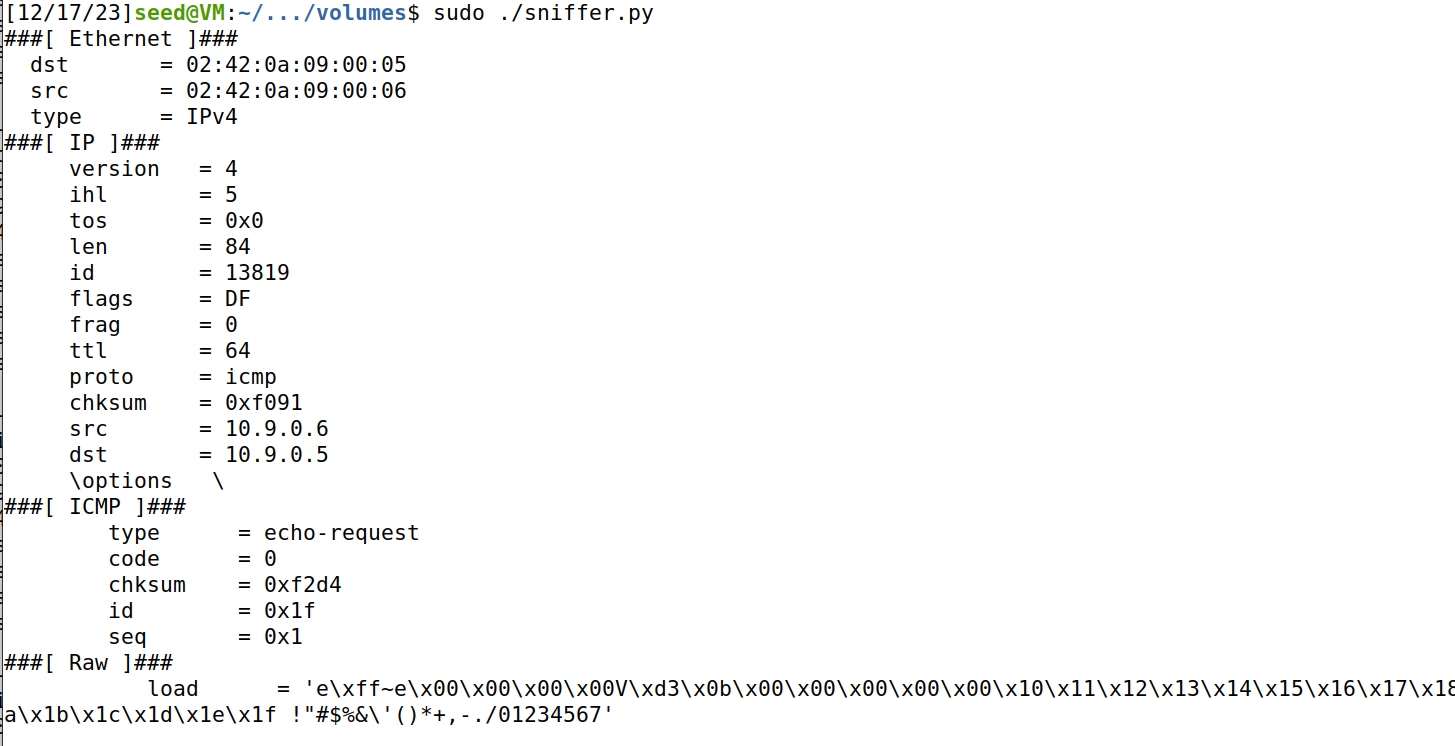 [12/17/23]seed@VM:~/.../volumes$ sudo ./sniffer.py
###[ Ethernet ]###
  dst       = 02:42:0a:09:00:05
  src       = 02:42:0a:09:00:06
  type      = IPv4
###[ IP ]###
     version   = 4
     ihl       = 5
     tos       = 0x0
     len       = 84
     id        = 13819
     flags     = DF
     frag      = 0
     ttl       = 64
     proto     = icmp
     chksum    = 0xf091
     src       = 10.9.0.6
     dst       = 10.9.0.5
     \options   \
###[ ICMP ]###
        type      = echo-request
        code      = 0
        chksum    = 0xf2d4
        id        = 0x1f
        seq       = 0x1
###[ Raw ]###
           load      = 'e\xff~e\x00\x00\x00\x00V\xd3\x0b\x00\x00\x00\x00\x00\x10\x11\x12\x13\x14\x15\x16\x17\x18
a\x1b\x1c\x1d\x1e\x1f !"#$%&\'()*+,-./01234567'